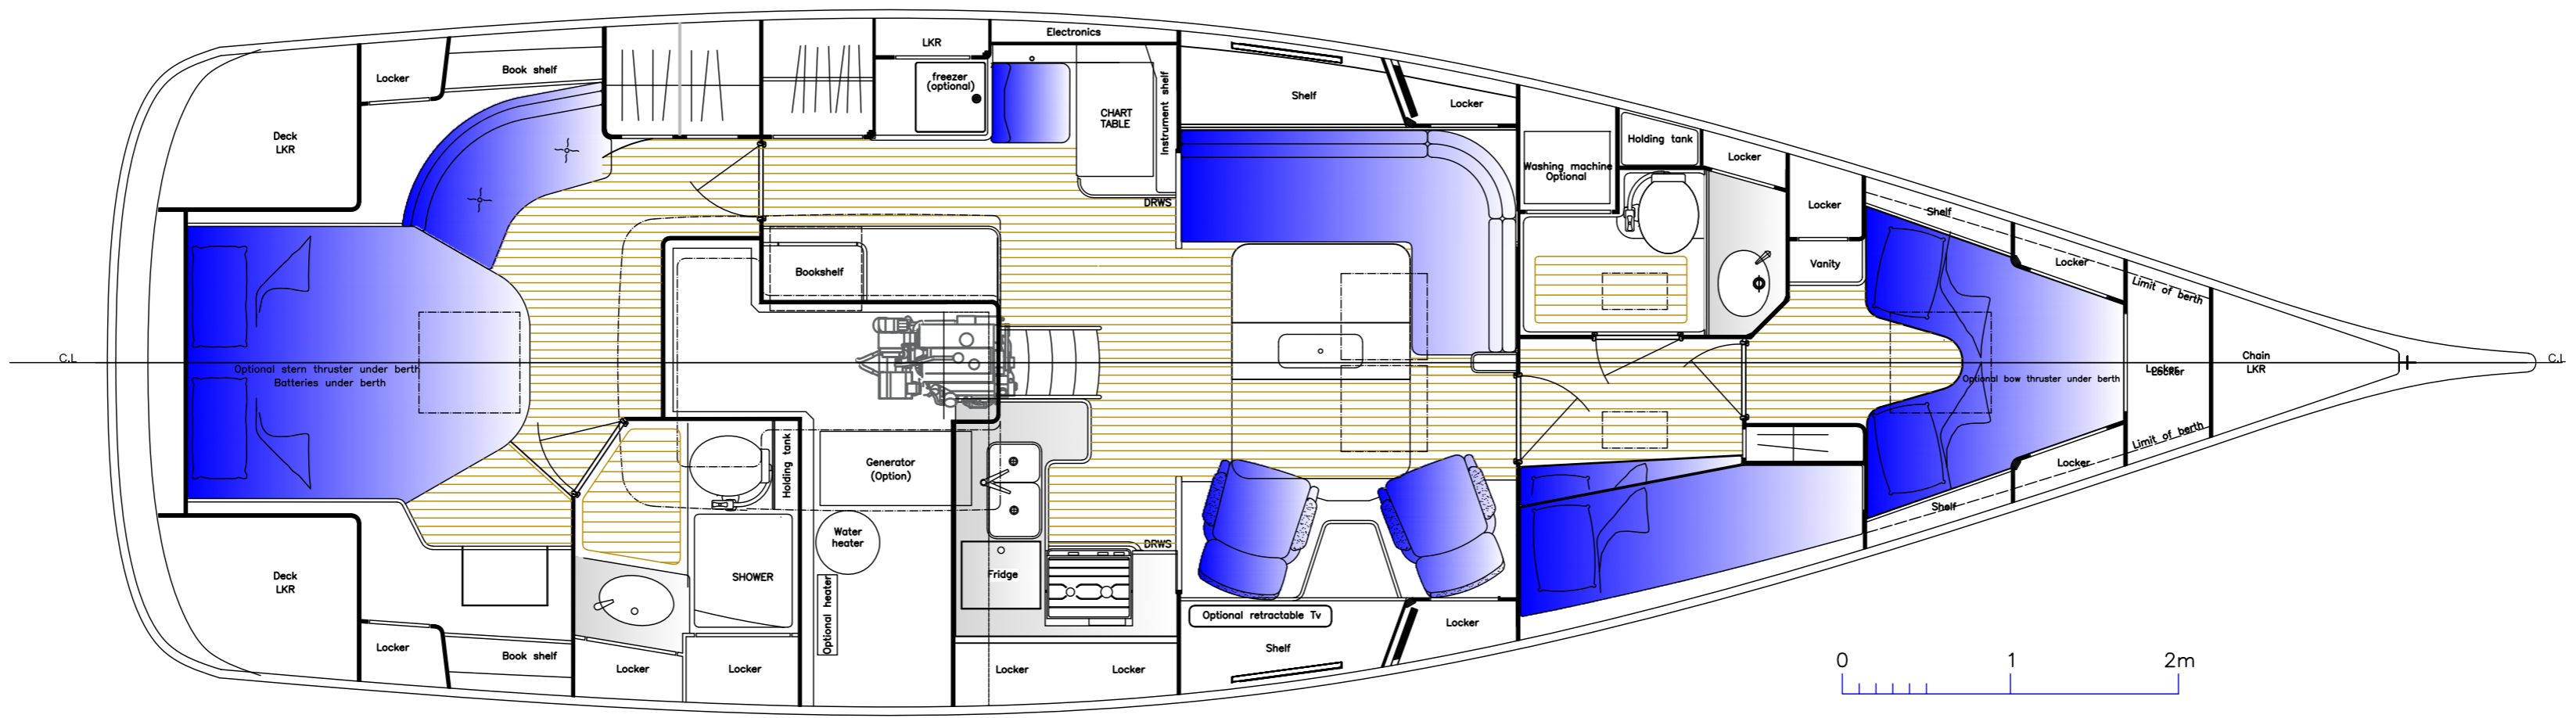 Electronics
LKR
Locker
Book shelf
freezer
(optional)
CHART
TABLE
Instrument shelf
Shelf
Locker
Deck
LKR
Washing machine
Optional
Holding tank
Locker
DRWS
Locker
Shelf
Bookshelf
Vanity
Locker
Limit of berth
C.L
Optional stern thruster under berth
Batteries under berth
Optional bow thruster under berth
Locker
Locker
Chain
LKR
C.L
Holding tank
Generator
(Option)
Limit of berth
Locker
Shelf
Water
heater
DRWS
Deck
LKR
SHOWER
Fridge
Optional heater
Optional retractable Tv
Locker
Locker
Book shelf
Locker
Locker
Locker
Locker
Shelf
0 1 2m